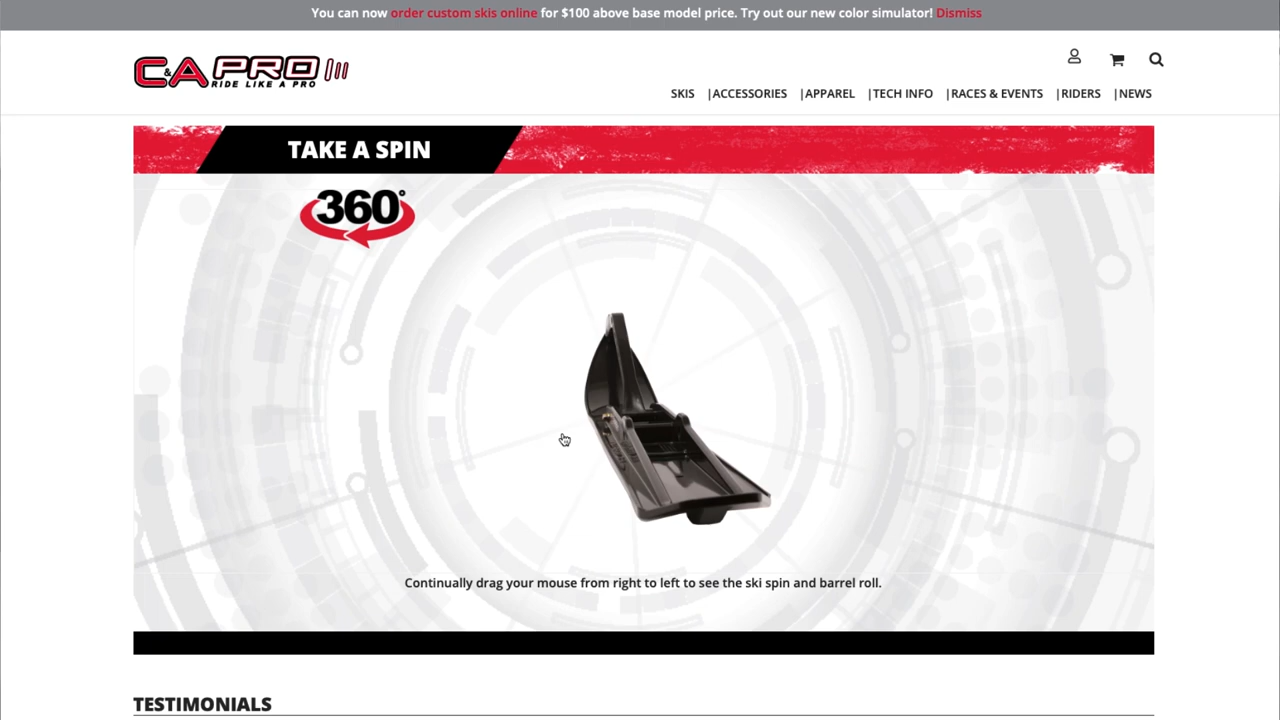 You can now order custom skis online for $100 above base model price. Try out our new color simulator! Dismiss
C&A PRO
RIDE LIKE A PRO
SKIS |ACCESSORIES |APPAREL |TECH INFO |RACES & EVENTS |RIDERS |NEWS
TAKE A SPIN
360°
Continually drag your mouse from right to left to see the ski spin and barrel roll.
TESTIMONIALS